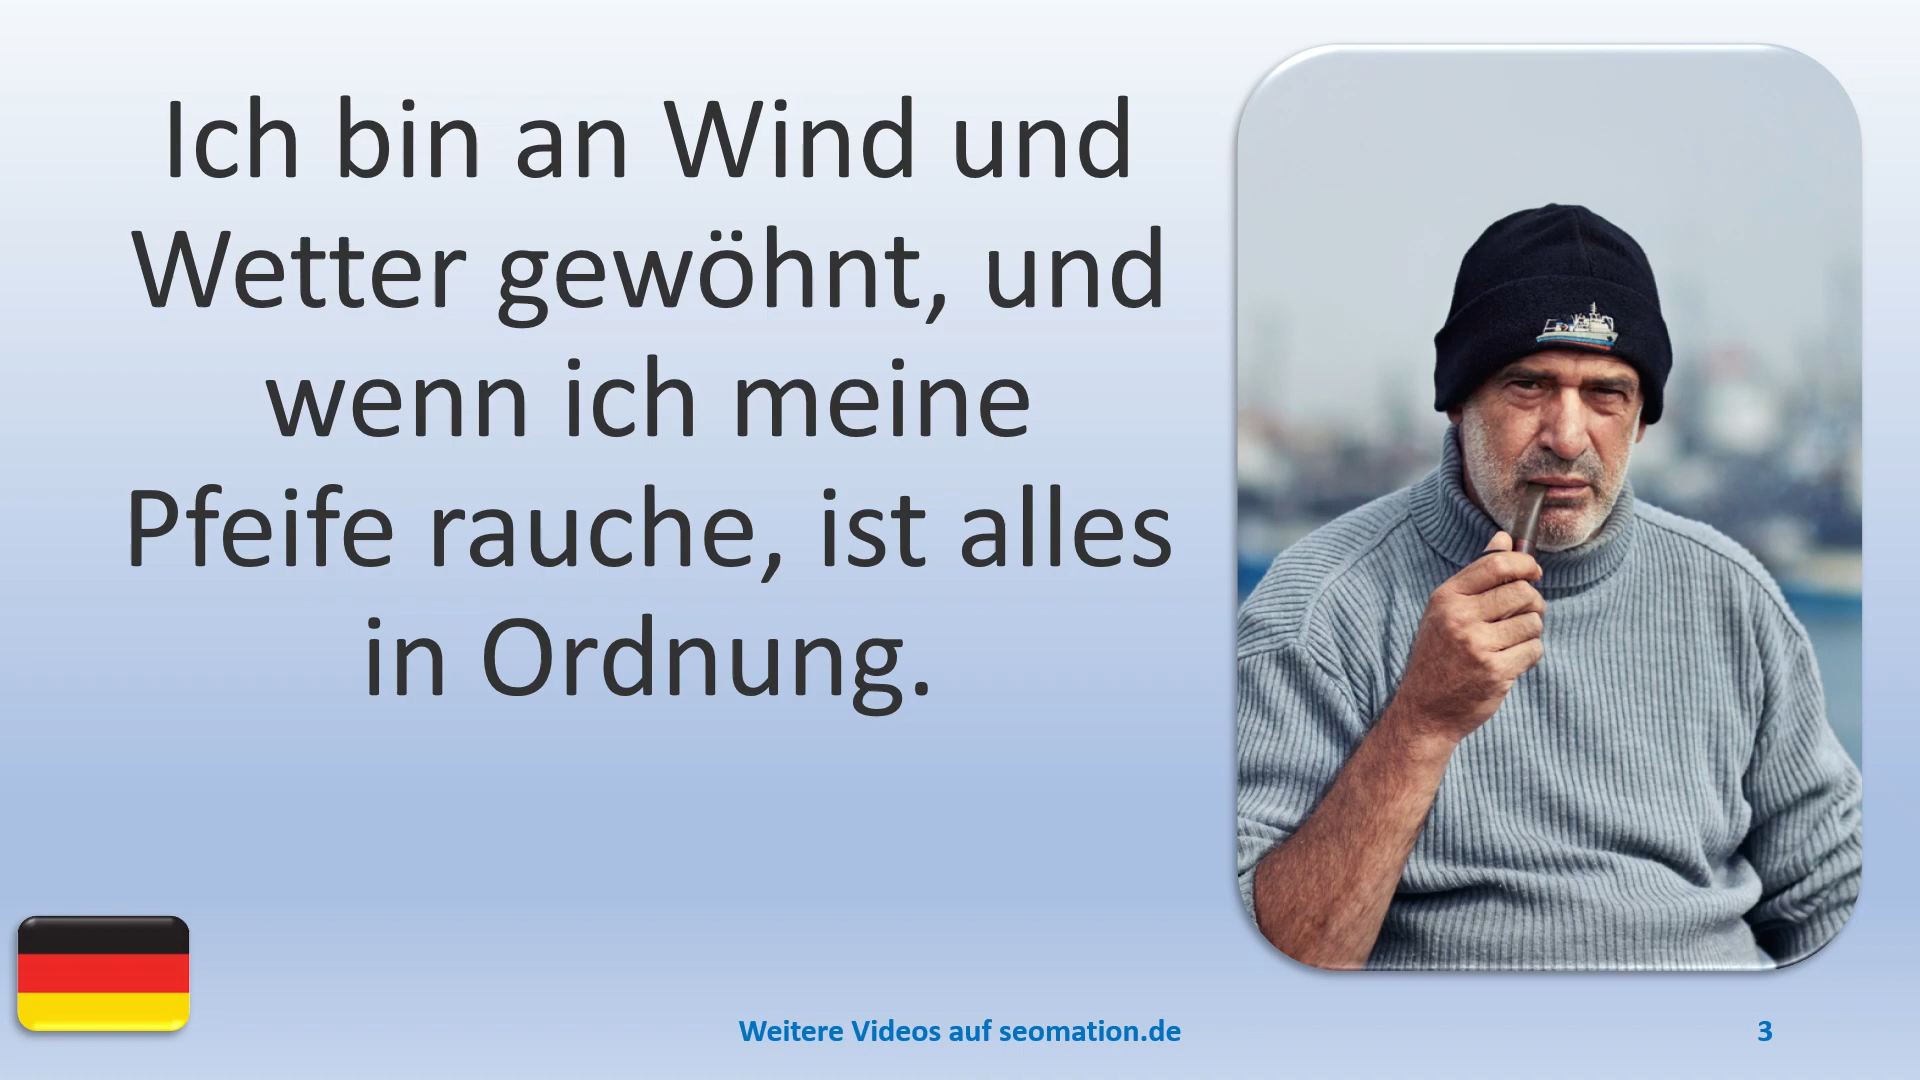 Ich bin an Wind und
Wetter gewöhnt, und
wenn ich meine
Pfeife rauche, ist alles
in Ordnung.
Weitere Videos auf seomation.de
3